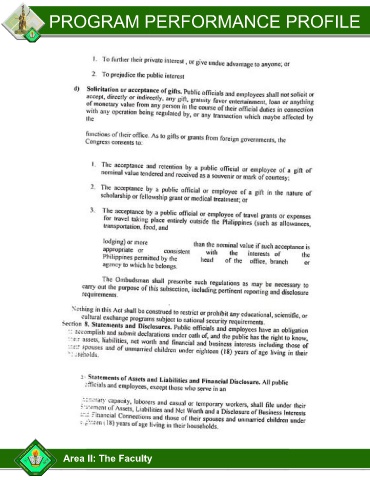 PROGRAM PERFORMANCE PROFILE
1. To further their private interest , or give undue advantage to anyone; or
2. To prejudice the public interest
d) Solicitation or acceptance of gifts. Public officials and employees shall not solicit or
accept, directly or indirectly, any gift, gratuity favor entertainment, loan or anything
of monetary value from any person in the course of their official duties in connection
with any operation being regulated by, or any transaction which maybe affected by
the
functions of their office. As to gifts or grants from foreign governments, the
Congress consents to.
1. The acceptance and retention by a public official or employee of a gift of
nominal value tendered and received as a souvenir or mark of courtesy;
2. The acceptance by a public official or employee of a gift in the nature of
scholarship or fellowship grant or medical treatment; or
3. The acceptance by a public official or employee of travel grants or expenses
for travel taking place entirely outside the Philippines (such as allowances,
transportation, food, and
lodging) or more than the nominal value if such acceptance is
appropriate or consistent with the interests of the
Philippines permitted by the head of the office, branch or
agency to which he belongs.
The Ombudsman shall prescribe such regulations as may be necessary to
carry out the purpose of this subsection, including pertinent reporting and disclosure
requirements.
Nothing in this Act shall be construed to restrict or prohibit any educational, scientific, or
cultural exchange programs subject to national security requirements.
Section 8. Statements and Disclosures. Public officials and employees have an obligation
accomplish and submit declarations under oath of, and the public has the right to know,
their assets, liabilities, net worth and financial and business interests including those of
their spouses and of unmarried children under eighteen (18) years of age living in their
households.
Statements of Assets and Liabilities and Financial Disclosure. All public
officials and employees, except those who serve in an
honorary capacity, laborers and casual or temporary workers, shall file under their
Statement of Assets, Liabilities and Net Worth and a Disclosure of Business Interests
and Financial Connections and those of their spouses and unmarried children under
eighteen (18) years of age living in their households.
Area II: The Faculty